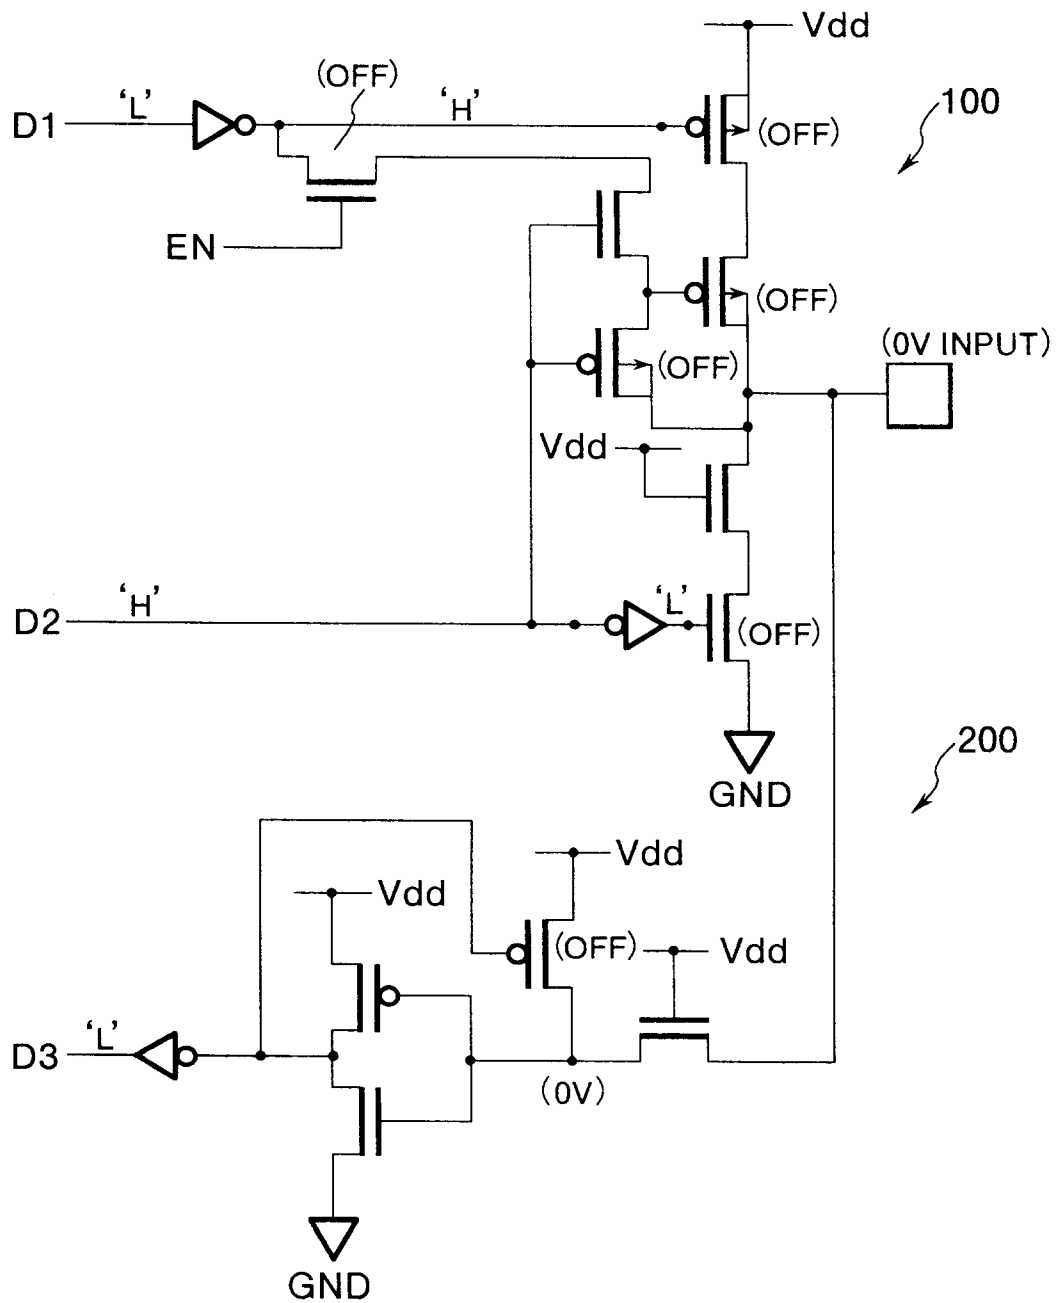 Vdd
(OFF)
D1
'L'
'H'
(OFF)
100
EN
(OFF)
(OFF)
(0V INPUT)
Vdd
D2
'H'
'L'
(OFF)
GND
200
Vdd
Vdd
(OFF)
Vdd
D3
'L'
(0V)
GND